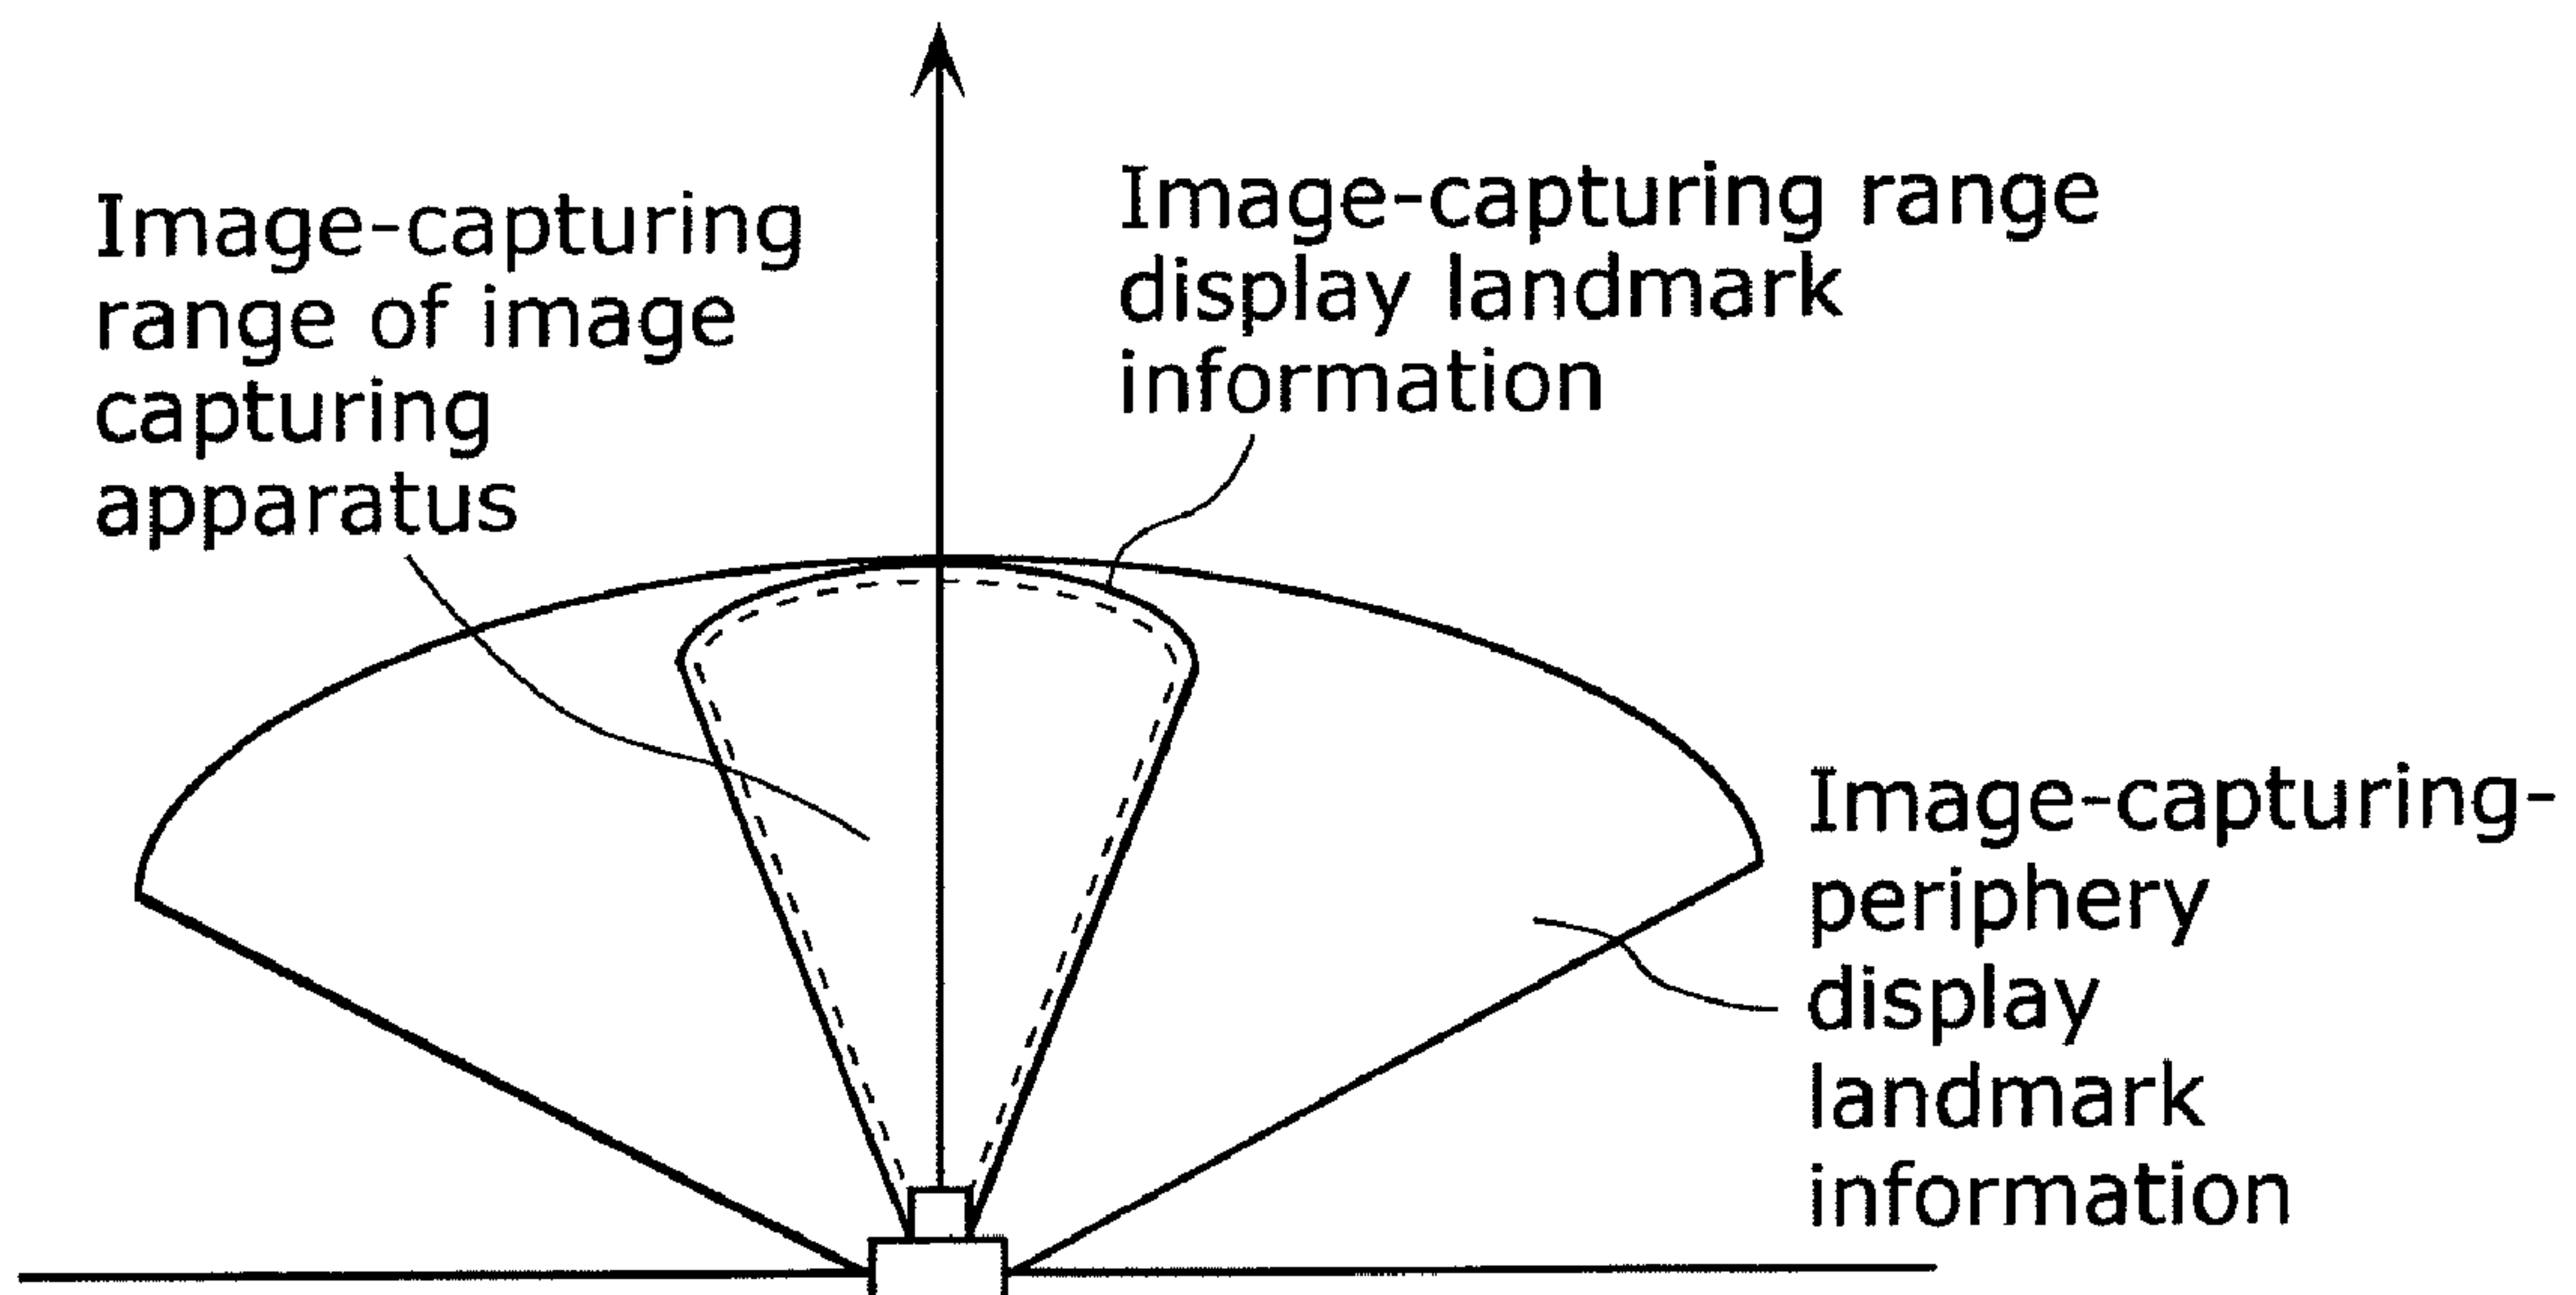 Image-capturing
range of image
capturing
apparatus
Image-capturing range
display landmark
information
Image-capturing-
periphery
display
landmark
information